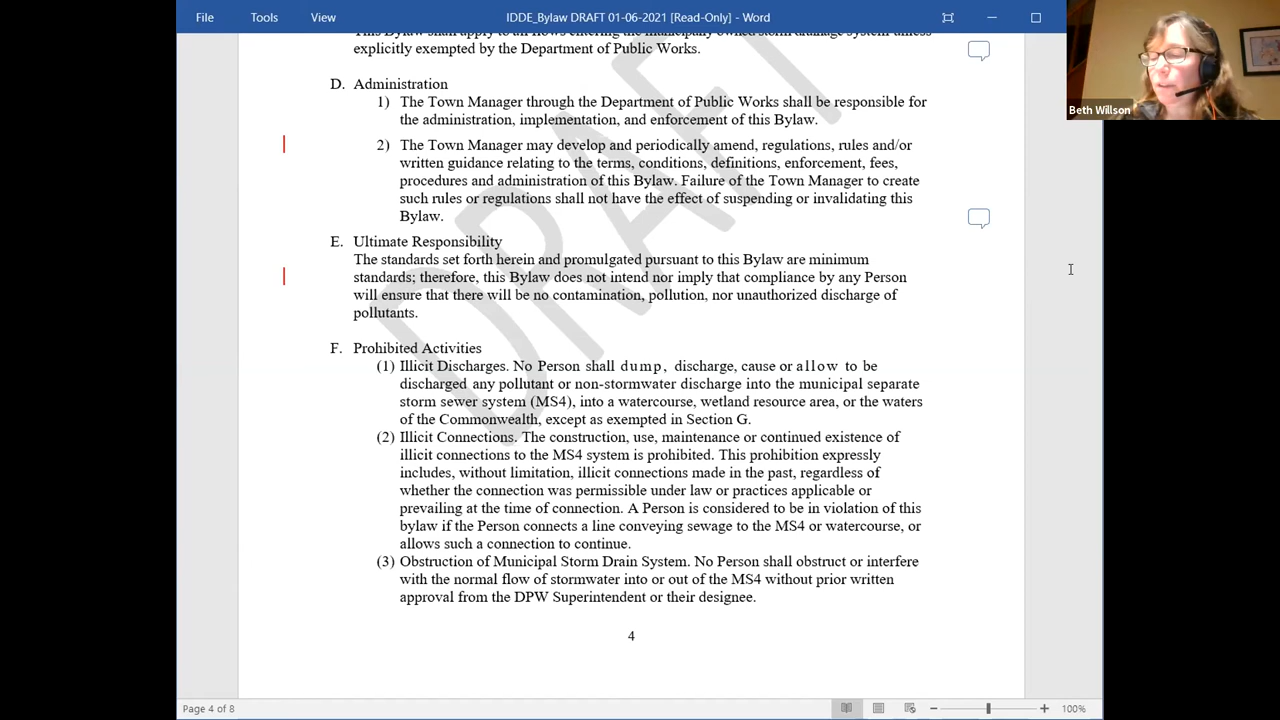 File Tools View IDDE_Bylaw DRAFT 01-06-2021 [Read-Only] - Word
This Bylaw shall apply to all flows entering the municipally owned storm drainage system unless
explicitly exempted by the Department of Public Works.
D. Administration
1) The Town Manager through the Department of Public Works shall be responsible for
the administration, implementation, and enforcement of this Bylaw.
2) The Town Manager may develop and periodically amend, regulations, rules and/or
written guidance relating to the terms, conditions, definitions, enforcement, fees,
procedures and administration of this Bylaw. Failure of the Town Manager to create
such rules or regulations shall not have the effect of suspending or invalidating this
Bylaw.
E. Ultimate Responsibility
The standards set forth herein and promulgated pursuant to this Bylaw are minimum
standards; therefore, this Bylaw does not intend nor imply that compliance by any Person
will ensure that there will be no contamination, pollution, nor unauthorized discharge of
pollutants.
F. Prohibited Activities
(1) Illicit Discharges. No Person shall dump, discharge, cause or allow to be
discharged any pollutant or non-stormwater discharge into the municipal separate
storm sewer system (MS4), into a watercourse, wetland resource area, or the waters
of the Commonwealth, except as exempted in Section G.
(2) Illicit Connections. The construction, use, maintenance or continued existence of
illicit connections to the MS4 system is prohibited. This prohibition expressly
includes, without limitation, illicit connections made in the past, regardless of
whether the connection was permissible under law or practices applicable or
prevailing at the time of connection. A Person is considered to be in violation of this
bylaw if the Person connects a line conveying sewage to the MS4 or watercourse, or
allows such a connection to continue.
(3) Obstruction of Municipal Storm Drain System. No Person shall obstruct or interfere
with the normal flow of stormwater into or out of the MS4 without prior written
approval from the DPW Superintendent or their designee.
4
DRAFT
Beth Willson
Page 4 of 8
100%